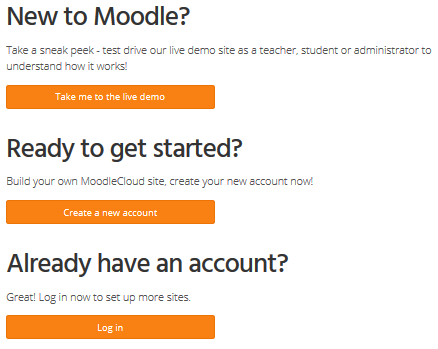 New to Moodle?
Take a sneak peek - test drive our live demo site as a teacher, student or administrator to
understand how it works!
Take me to the live demo
Ready to get started?
Build your own MoodleCloud site, create your new account now!
Create a new account
Already have an account?
Great! Log in now to set up more sites.
Log in